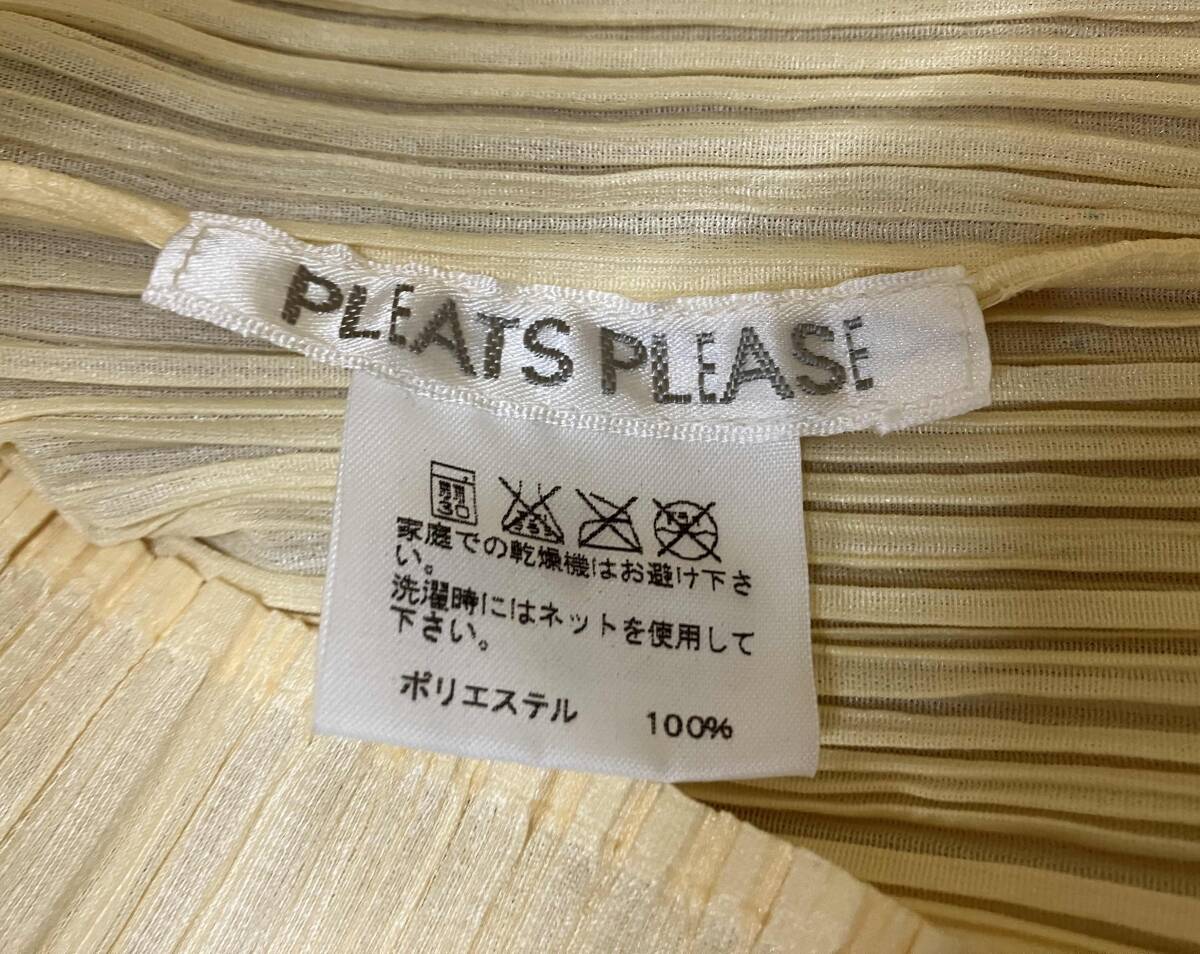 PLEATS PLEASE
30
家庭での乾燥機はお避け下さ
い。
洗濯時にはネットを使用して
下さい。
ポリエステル 100%